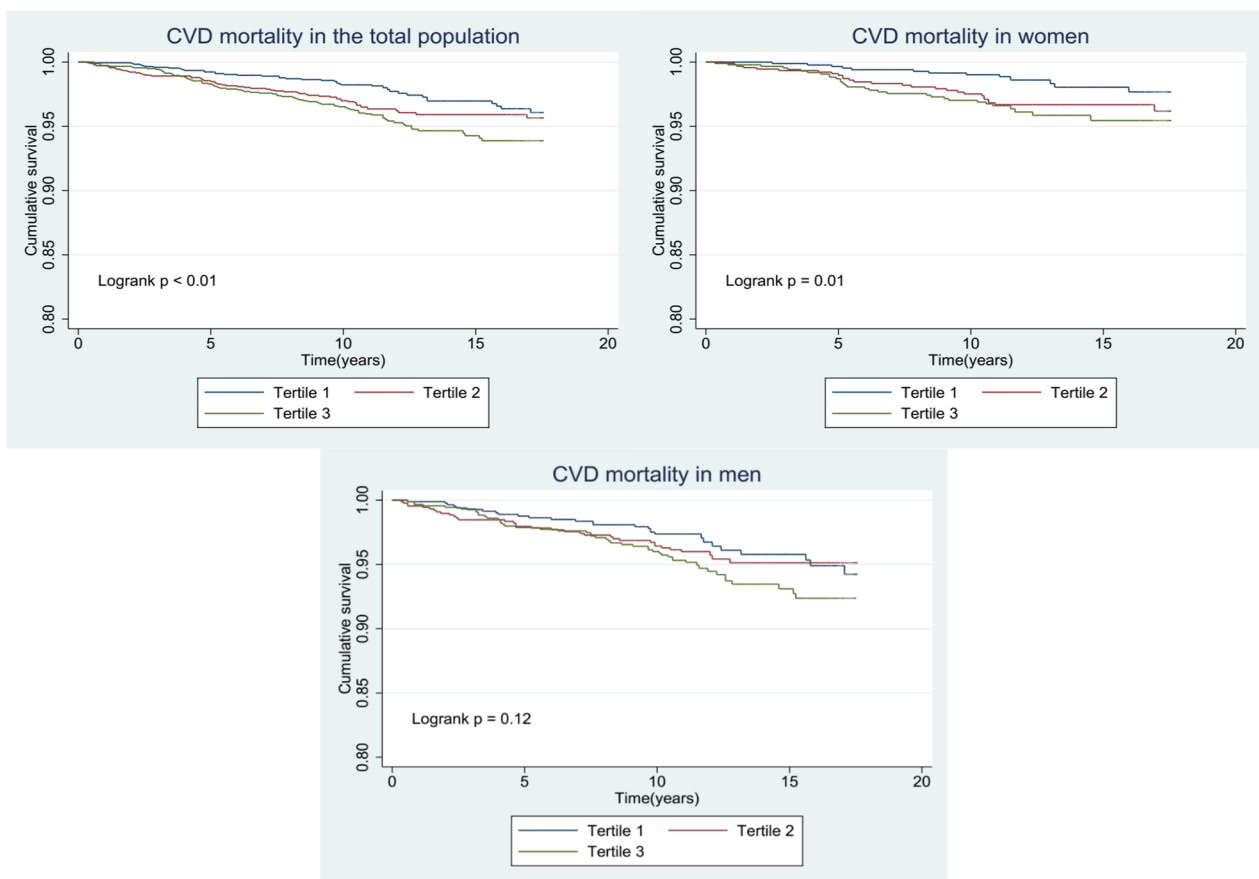 CVD mortality in the total population
1.00
0.95
0.90
0.85
0.80
Cumulative survival
Logrank p < 0.01
0 5 10 15 20
Time(years)
Tertile 1 Tertile 2
Tertile 3
CVD mortality in women
1.00
0.95
0.90
0.85
0.80
Cumulative survival
Logrank p = 0.01
0 5 10 15 20
Time(years)
Tertile 1 Tertile 2
Tertile 3
CVD mortality in men
1.00
0.95
0.90
0.85
0.80
Cumulative survival
Logrank p = 0.12
0 5 10 15 20
Time(years)
Tertile 1 Tertile 2
Tertile 3